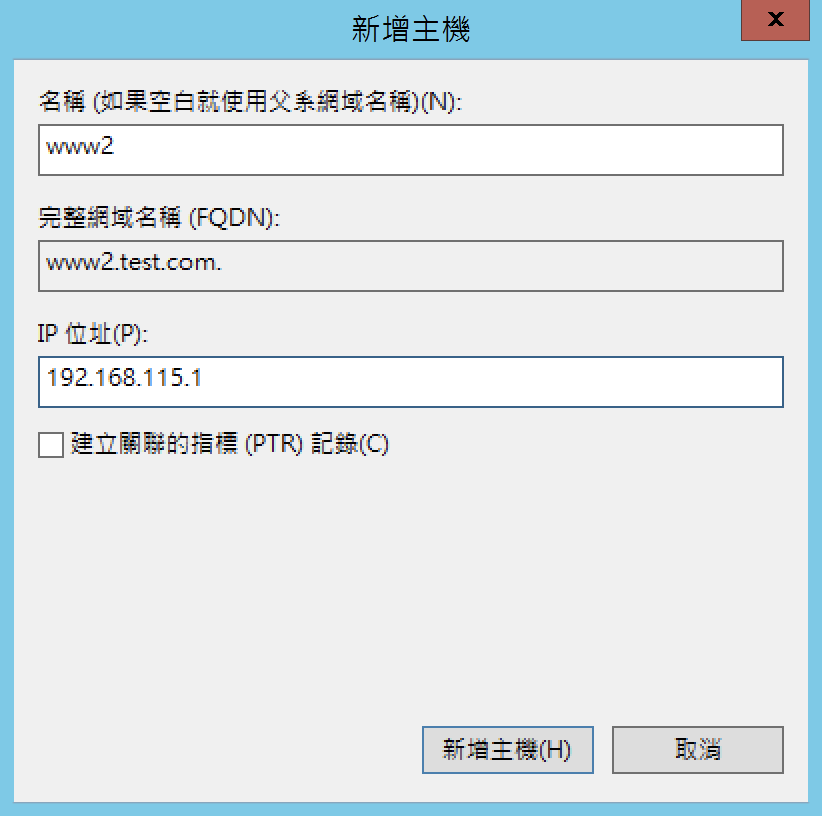 新增主機
x
名稱 (如果空白就使用父系網域名稱)(N):
www2
完整網域名稱 (FQDN):
www2.test.com.
IP 位址(P):
192.168.115.1
建立關聯的指標 (PTR) 記錄(C)
新增主機(H) 取消